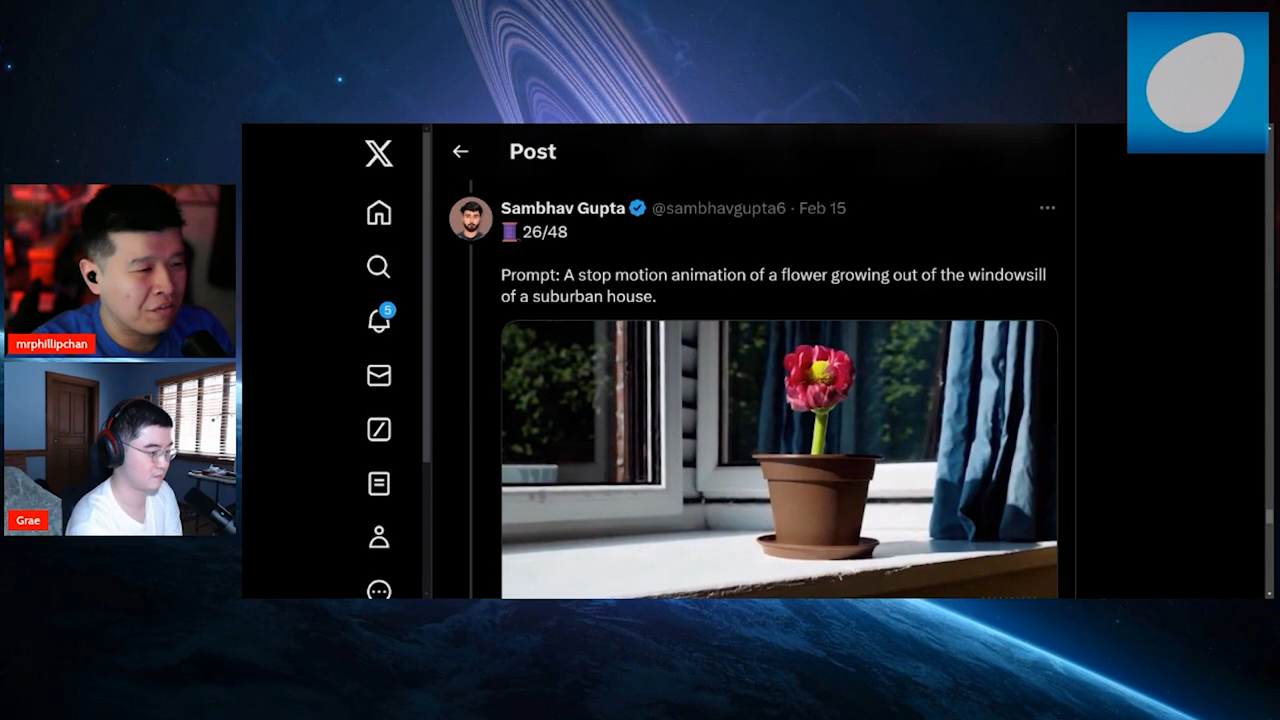 Post
Sambhav Gupta @sambhavgupta6 · Feb 15
26/48
Prompt: A stop motion animation of a flower growing out of the windowsill
of a suburban house.
5
mrphillipchan
Grae